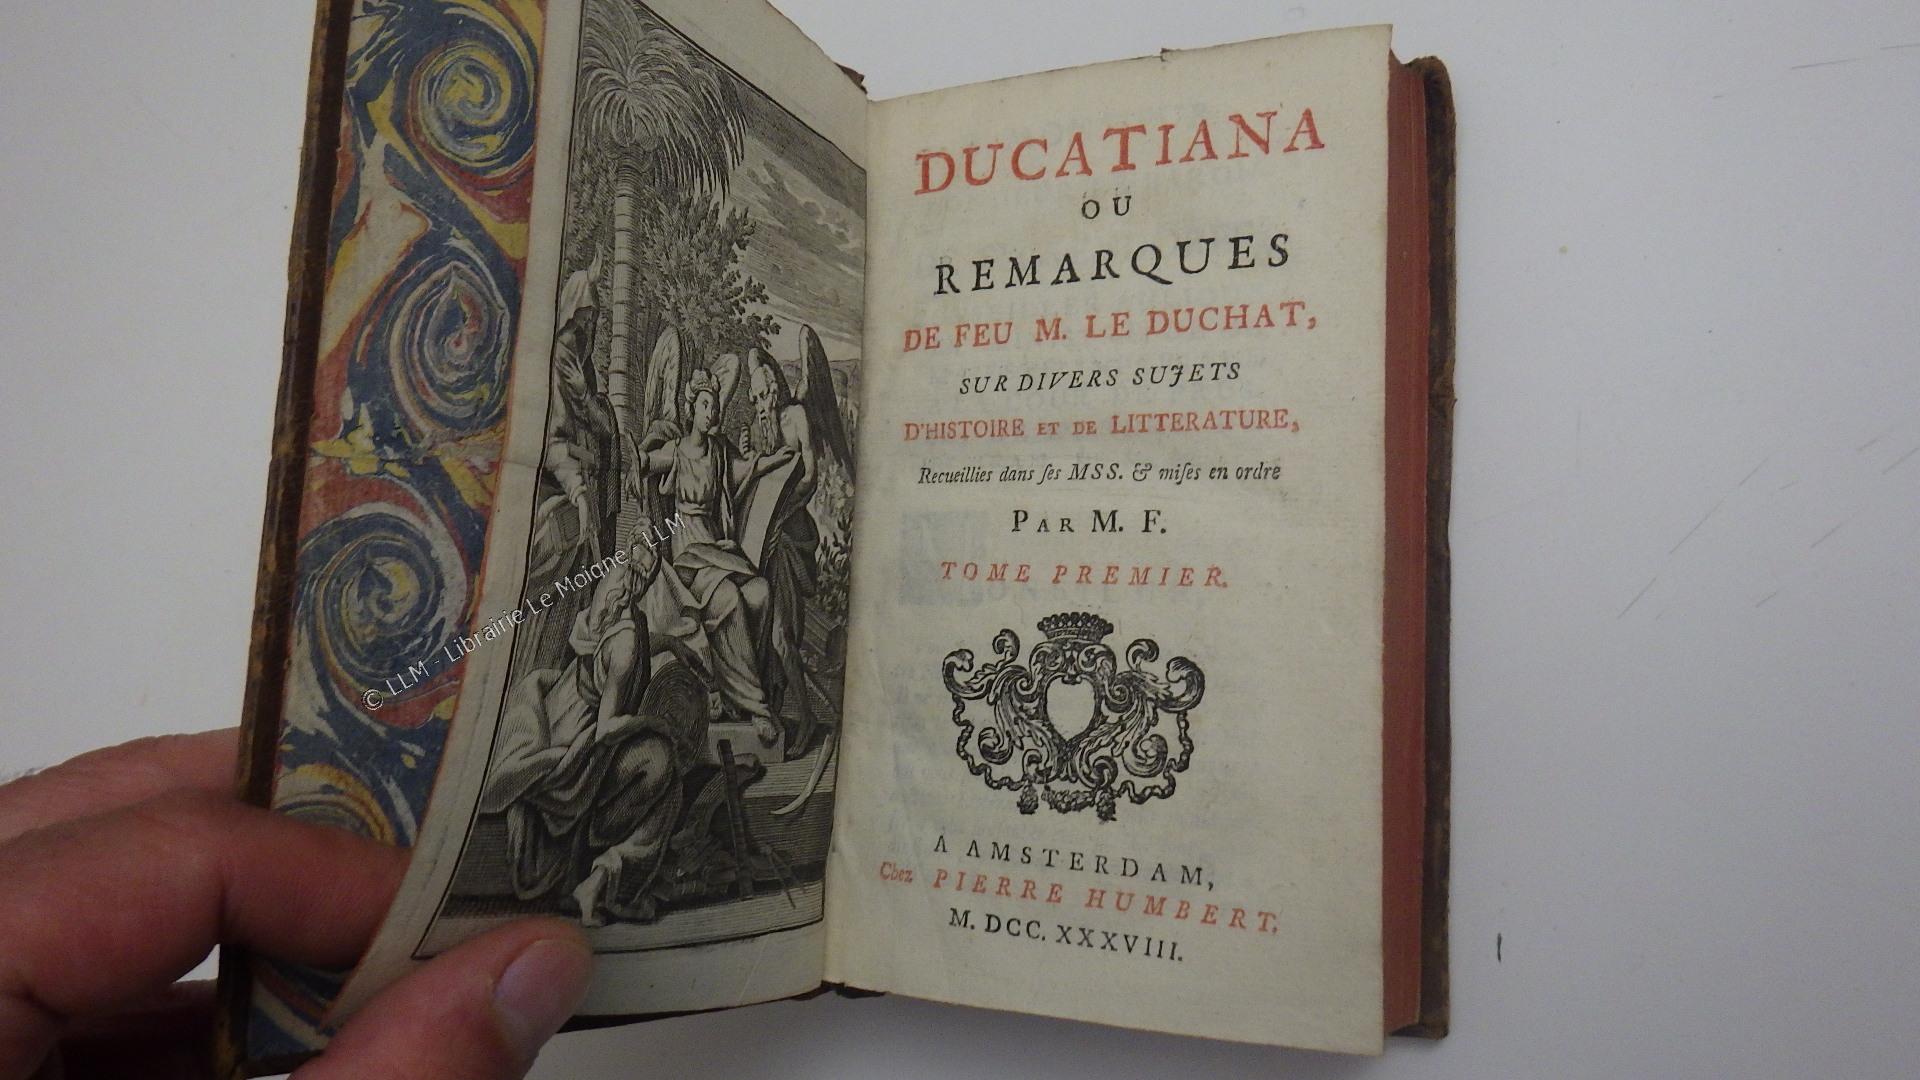 DUCATIANA
OU
REMARQUES
DE FEU M. LE DUCHAT,
SUR DIVERS SUJETS
D'HISTOIRE ET DE LITTERATURE,
Recueillies dans ſes MSS. & miſes en ordre
PAR M. F.
TOME PREMIER.
A AMSTERDAM,
Chez PIERRE HUMBERT.
M. DCC. XXXVIII.
© LLM - Librairie Le Moigne - LLM